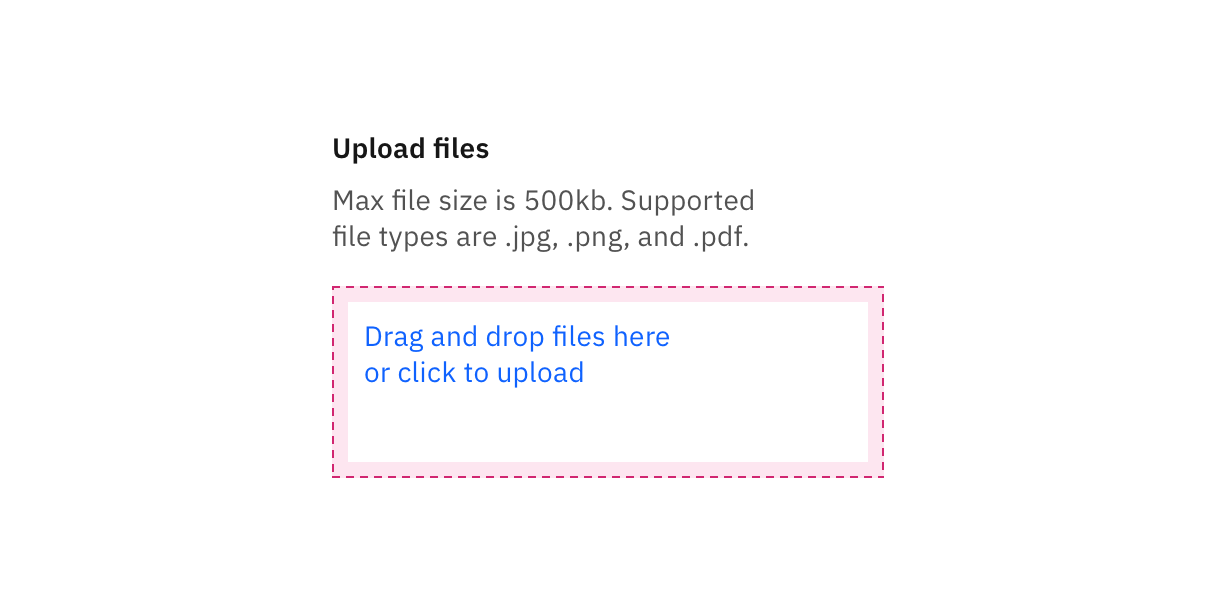 Upload files
Max file size is 500kb. Supported
file types are .jpg, .png, and .pdf.
Drag and drop files here
or click to upload